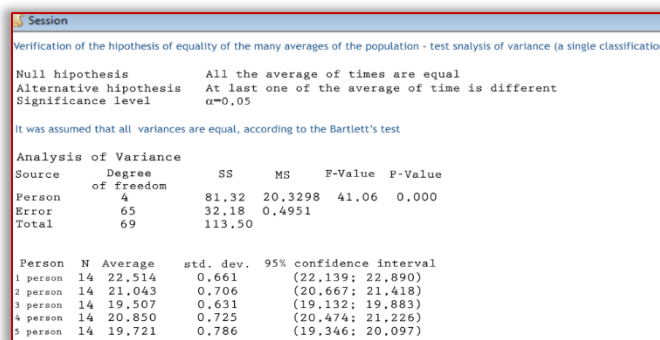 Session
Verification of the hipothesis of equality of the many averages of the population - test snalysis of variance (a single classification
Null hipothesis All the average of times are equal
Alternative hipothesis At last one of the average of time is different
Significance level α=0,05
It was assumed that all variances are equal, according to the Bartlett's test
Analysis of Variance
Source Degree SS MS F-Value P-Value
of freedom
Person 4 81,32 20,3298 41,06 0,000
Error 65 32,18 0,4951
Total 69 113,50
Person N Average std. dev. 95% confidence interval
1 person 14 22,514 0,661 (22,139; 22,890)
2 person 14 21,043 0,706 (20,667; 21,418)
3 person 14 19,507 0,631 (19,132; 19,883)
4 person 14 20,850 0,725 (20,474; 21,226)
5 person 14 19,721 0,786 (19,346; 20,097)